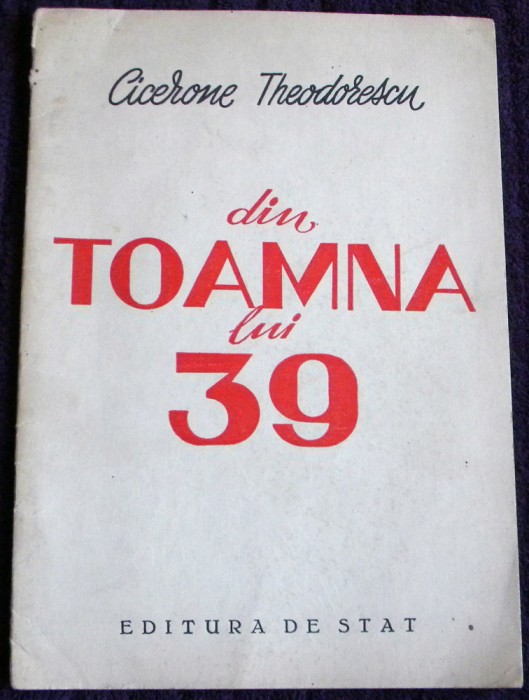 Cicerone Theodorescu
din
TOAMNA
lui
39
EDITURA DE STAT